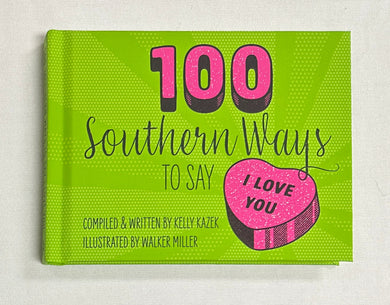 100
Southern Ways
TO SAY
I LOVE
YOU
COMPILED & WRITTEN BY KELLY KAZEK
ILLUSTRATED BY WALKER MILLER